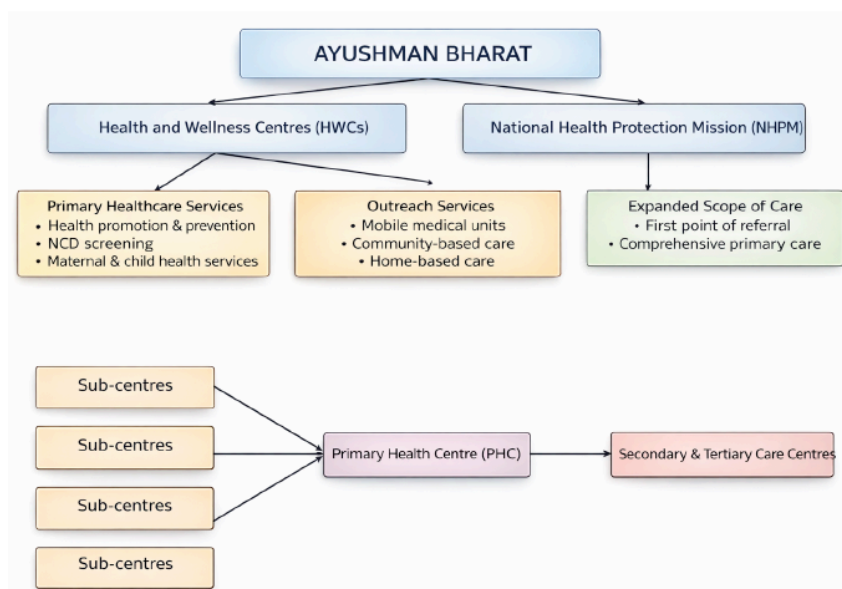 AYUSHMAN BHARAT
Health and Wellness Centres (HWCs)
National Health Protection Mission (NHPM)
Primary Healthcare Services
• Health promotion & prevention
• NCD screening
• Maternal & child health services
Outreach Services
• Mobile medical units
• Community-based care
• Home-based care
Expanded Scope of Care
• First point of referral
• Comprehensive primary care
Sub-centres
Sub-centres
Sub-centres
Sub-centres
Primary Health Centre (PHC)
Secondary & Tertiary Care Centres